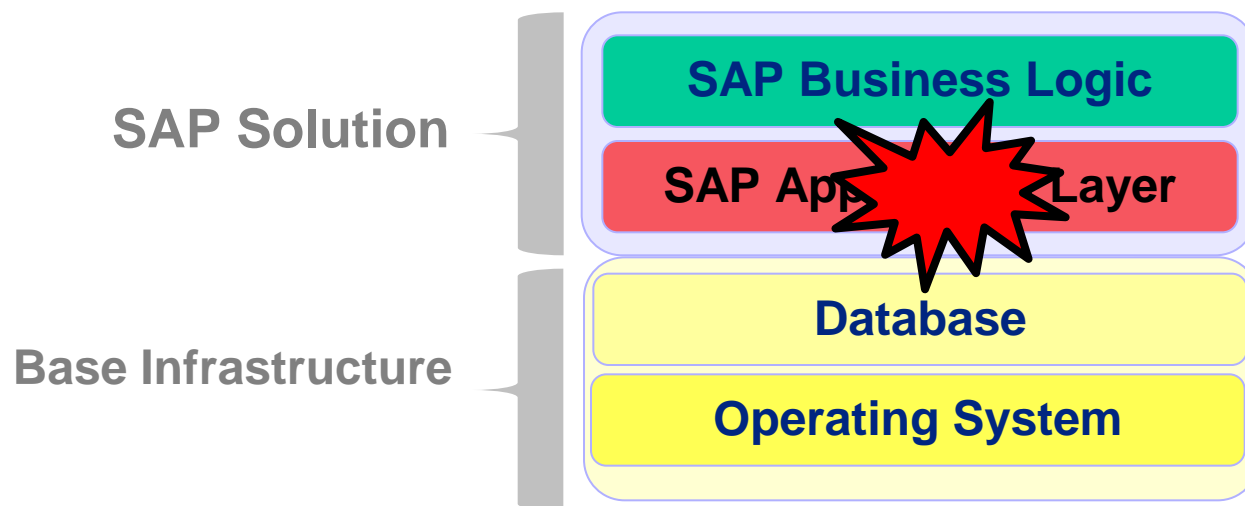 SAP Business Logic
SAP Solution
SAP App Layer
Database
Base Infrastructure
Operating System